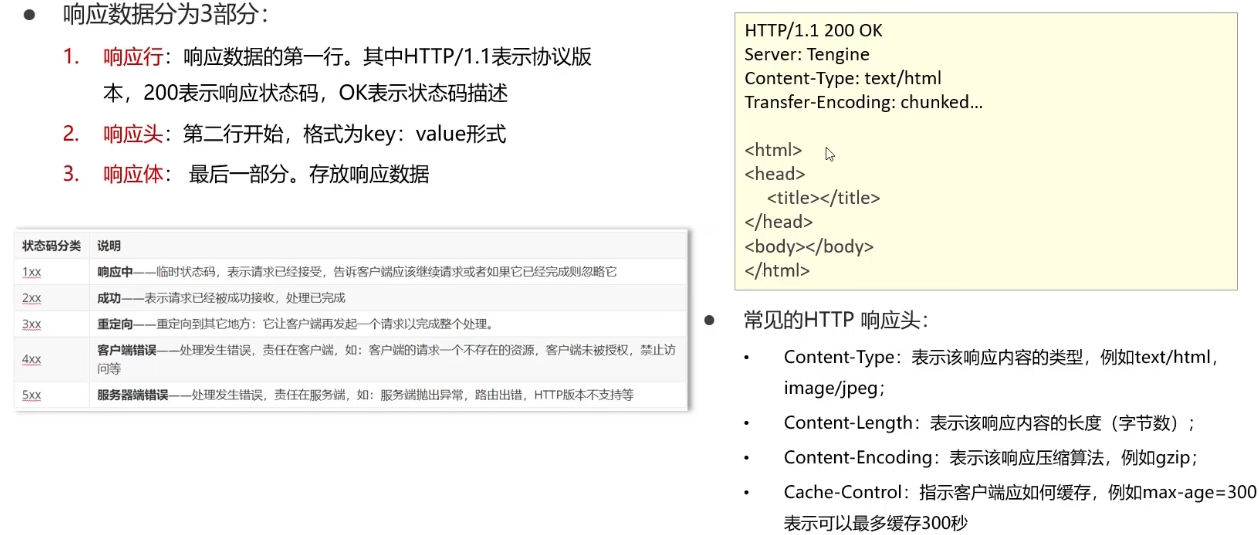 ● 响应数据分为3部分：
1. 响应行：响应数据的第一行。其中HTTP/1.1表示协议版
本，200表示响应状态码，OK表示状态码描述
2. 响应头：第二行开始，格式为key：value形式
3. 响应体： 最后一部分。存放响应数据
状态码分类 说明
1xx 响应中——临时状态码，表示请求已经接受，告诉客户端应该继续请求或者如果它已经完成则忽略它
2xx 成功——表示请求已经被成功接收，处理已完成
3xx 重定向——重定向到其它地方：它让客户端再发起一个请求以完成整个处理。
4xx 客户端错误——处理发生错误，责任在客户端，如：客户端的请求一个不存在的资源，客户端未被授权，禁止访
问等
5xx 服务器端错误——处理发生错误，责任在服务端，如：服务端抛出异常，路由出错，HTTP版本不支持等
HTTP/1.1 200 OK
Server: Tengine
Content-Type: text/html
Transfer-Encoding: chunked...
<html>
<head>
<title></title>
</head>
<body></body>
</html>
● 常见的HTTP 响应头：
• Content-Type：表示该响应内容的类型，例如text/html，
image/jpeg；
• Content-Length：表示该响应内容的长度（字节数）；
• Content-Encoding：表示该响应压缩算法，例如gzip；
• Cache-Control：指示客户端应如何缓存，例如max-age=300
表示可以最多缓存300秒